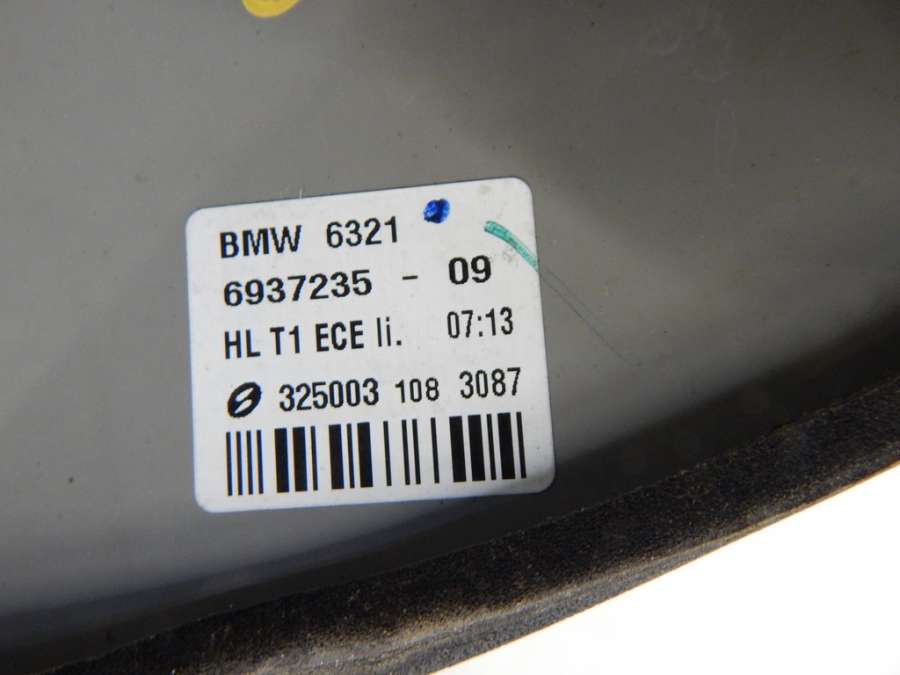 BMW 6321
6937235 - 09
HL T1 ECE li. 07:13
325003 108 3087